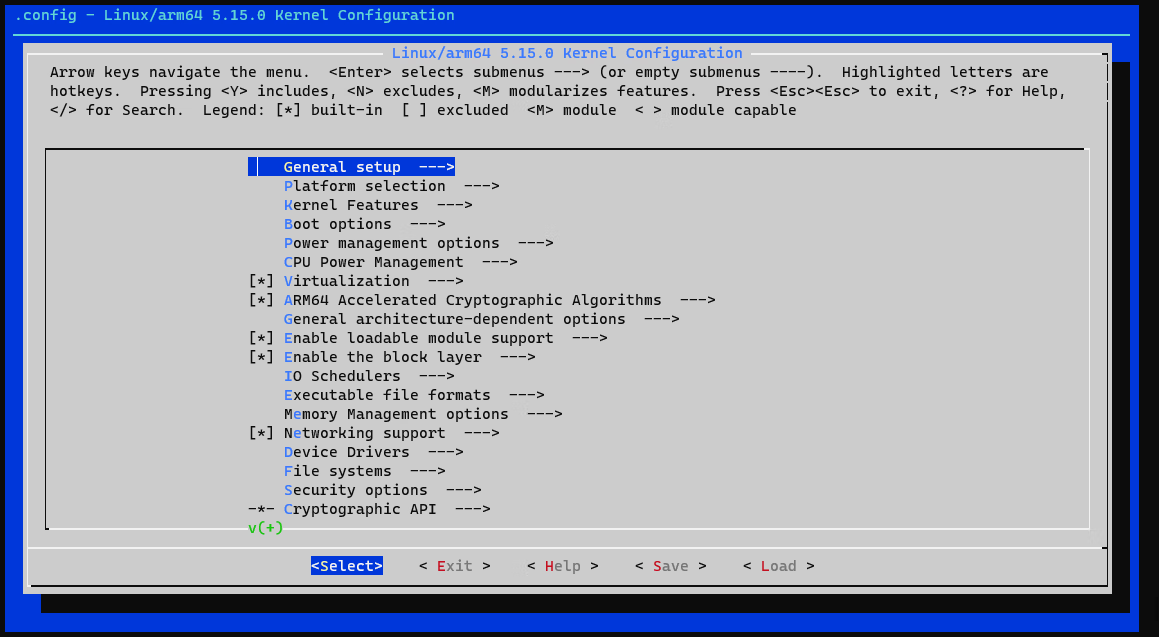 .config - Linux/arm64 5.15.0 Kernel Configuration
Linux/arm64 5.15.0 Kernel Configuration
Arrow keys navigate the menu.  <Enter> selects submenus ---> (or empty submenus ----).  Highlighted letters are
hotkeys.  Pressing <Y> includes, <N> excludes, <M> modularizes features.  Press <Esc><Esc> to exit, <?> for Help,
</> for Search.  Legend: [*] built-in  [ ] excluded  <M> module  < > module capable
General setup  --->
Platform selection  --->
Kernel Features  --->
Boot options  --->
Power management options  --->
CPU Power Management  --->
[*] Virtualization  --->
[*] ARM64 Accelerated Cryptographic Algorithms  --->
General architecture-dependent options  --->
[*] Enable loadable module support  --->
[*] Enable the block layer  --->
IO Schedulers  --->
Executable file formats  --->
Memory Management options  --->
[*] Networking support  --->
Device Drivers  --->
File systems  --->
Security options  --->
-*- Cryptographic API  --->
v(+)
<Select>    < Exit >    < Help >    < Save >    < Load >